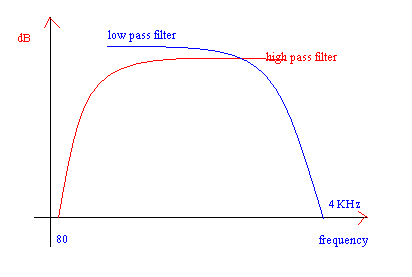 low pass filter
dB
high pass filter
4 KHz
80
frequency